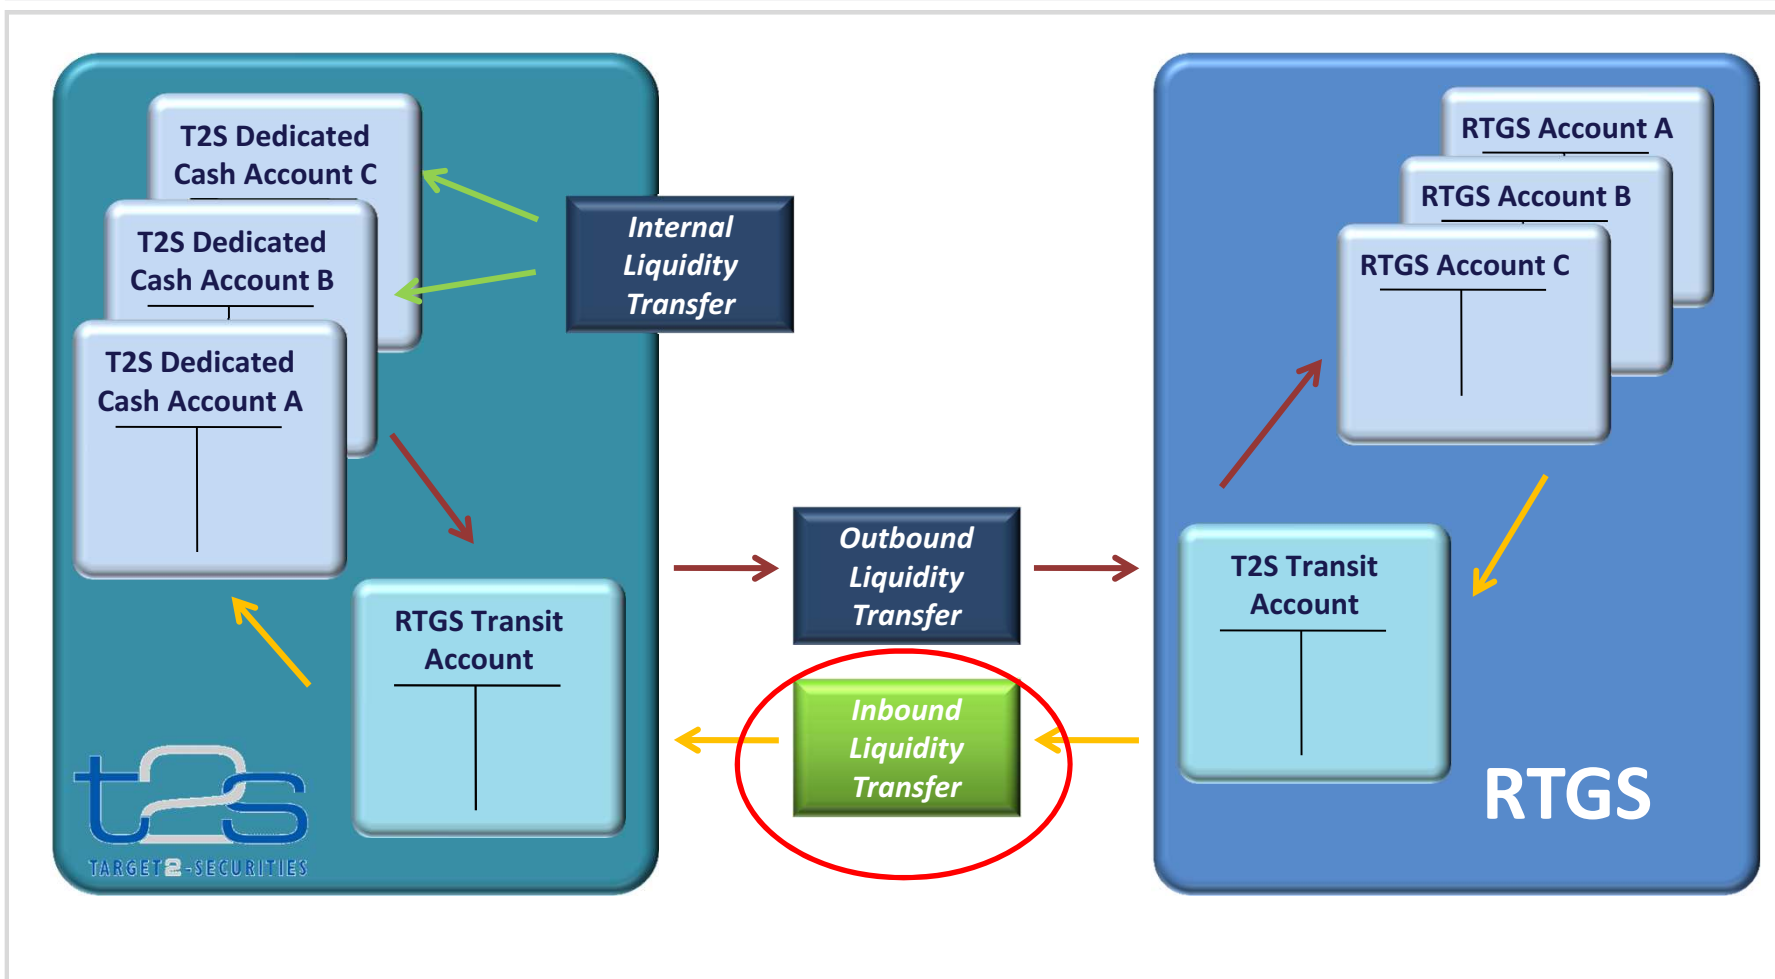 T2S Dedicated
Cash Account C
T2S Dedicated
Cash Account B
T2S Dedicated
Cash Account A
Internal
Liquidity
Transfer
RTGS Account A
RTGS Account B
RTGS Account C
Outbound
Liquidity
Transfer
T2S Transit
Account
RTGS Transit
Account
Inbound
Liquidity
Transfer
RTGS
t2s
TARGET2-SECURITIES